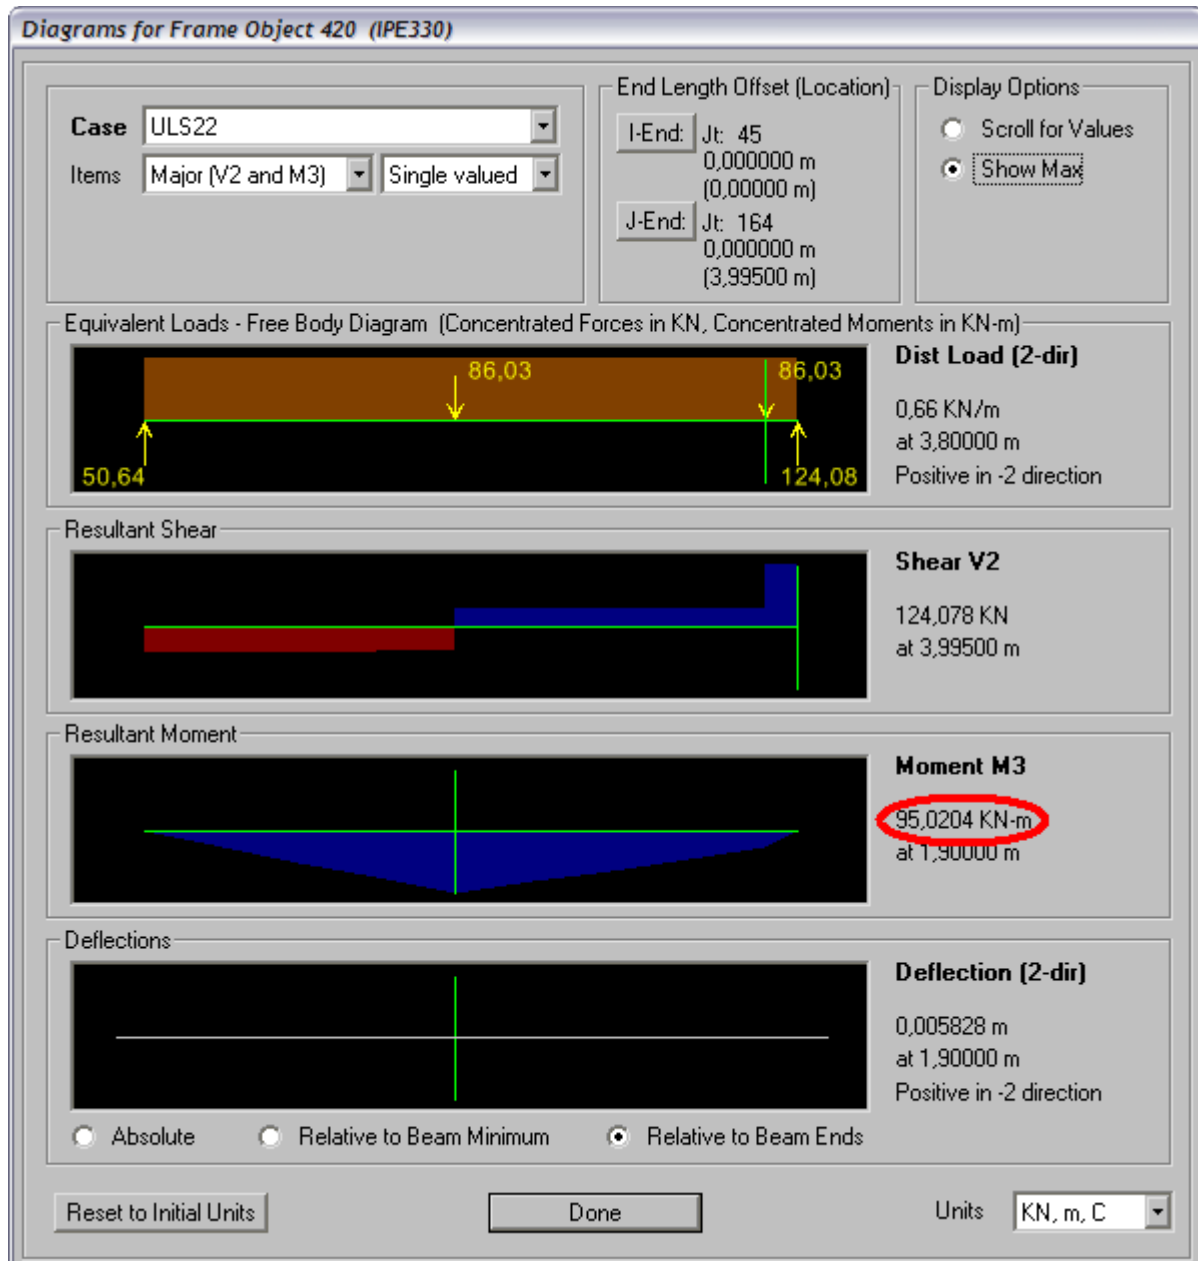 Diagrams for Frame Object 420 (IPE330)
Case ULS22
Items Major (V2 and M3) Single valued
End Length Offset (Location)
I-End: Jt: 45
0,000000 m
(0,00000 m)
J-End: Jt: 164
0,000000 m
(3,99500 m)
Display Options
Scroll for Values
Show Max
Equivalent Loads - Free Body Diagram (Concentrated Forces in KN, Concentrated Moments in KN-m)
86,03 86,03
50,64 124,08
Dist Load (2-dir)
0,66 KN/m
at 3,80000 m
Positive in -2 direction
Resultant Shear
Shear V2
124,078 KN
at 3,99500 m
Resultant Moment
Moment M3
95,0204 KN-m
at 1,90000 m
Deflections
Deflection (2-dir)
0,005828 m
at 1,90000 m
Positive in -2 direction
Absolute Relative to Beam Minimum Relative to Beam Ends
Reset to Initial Units Done Units KN, m, C